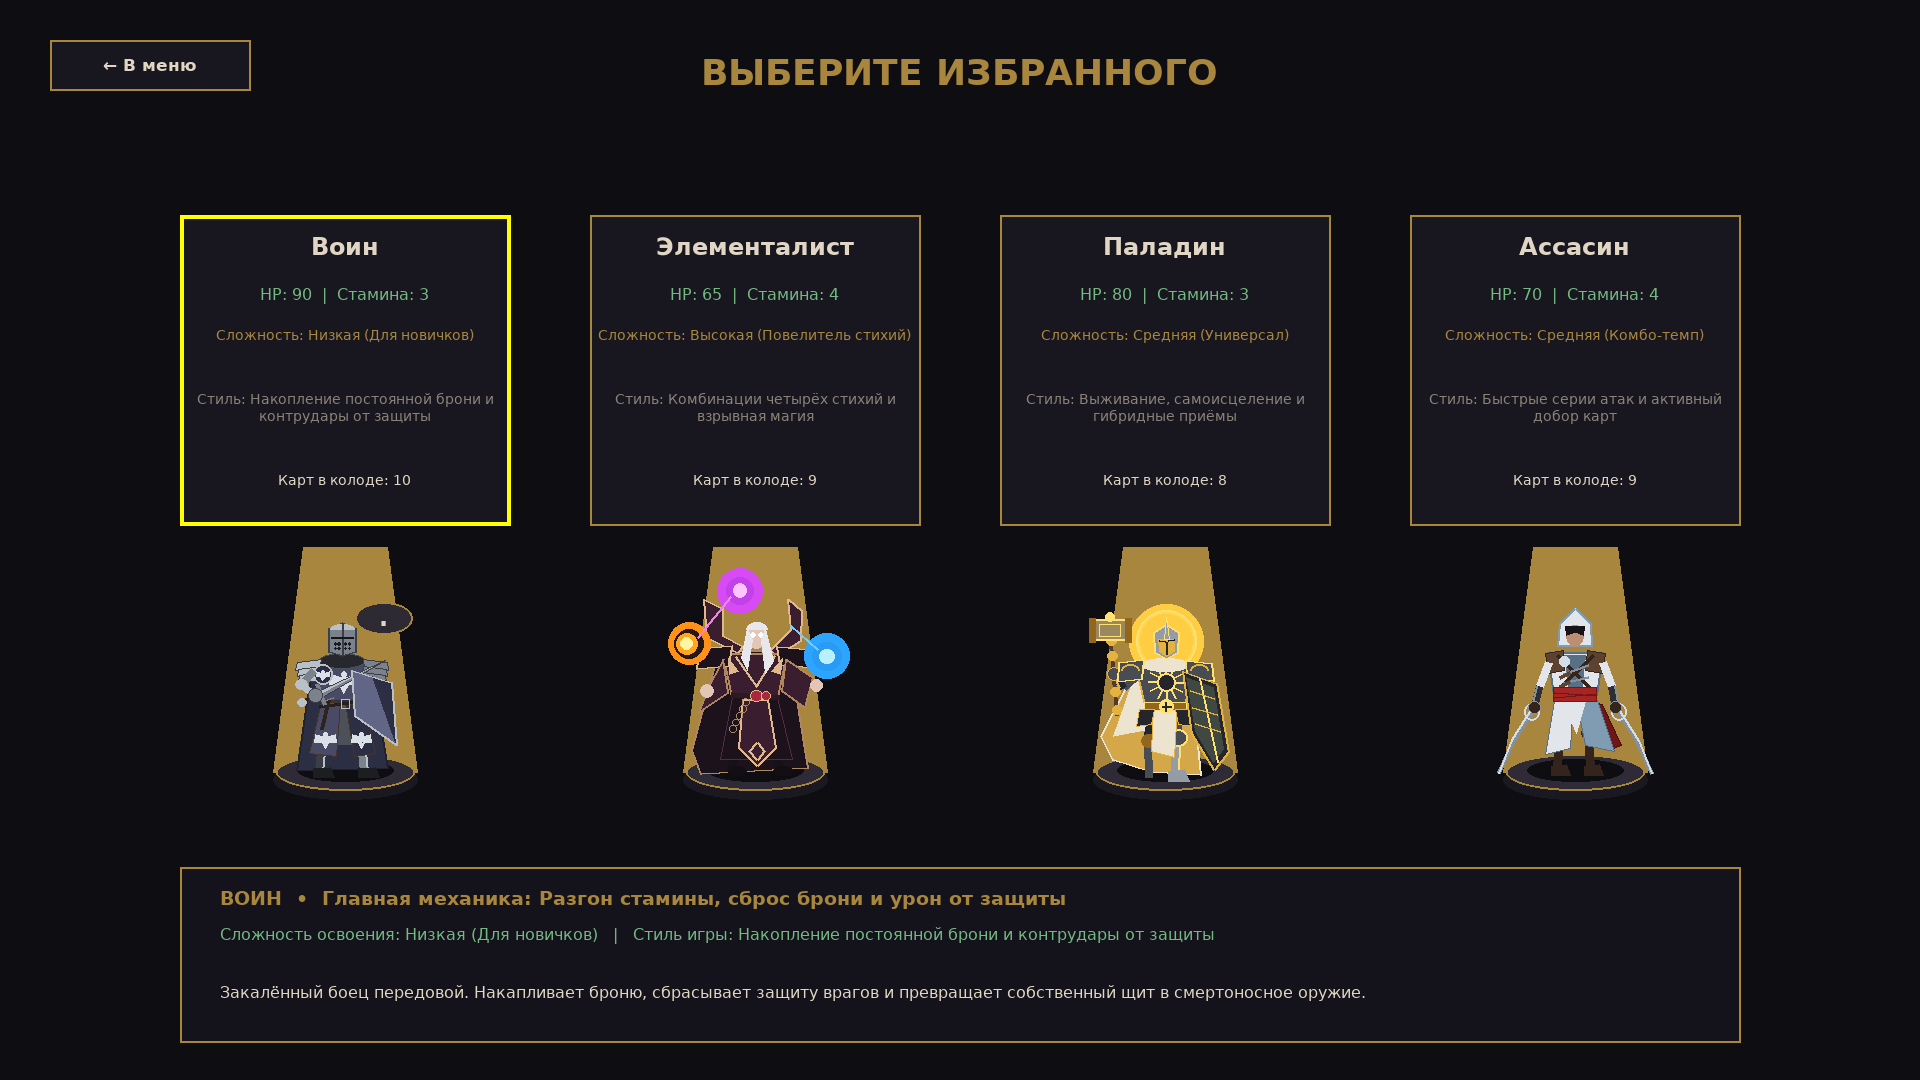 ← В меню
ВЫБЕРИТЕ ИЗБРАННОГО
Воин
HP: 90 | Стамина: 3
Сложность: Низкая (Для новичков)
Стиль: Накопление постоянной брони и
контрудары от защиты
Карт в колоде: 10
Элементалист
HP: 65 | Стамина: 4
Сложность: Высокая (Повелитель стихий)
Стиль: Комбинации четырёх стихий и
взрывная магия
Карт в колоде: 9
Паладин
HP: 80 | Стамина: 3
Сложность: Средняя (Универсал)
Стиль: Выживание, самоисцеление и
гибридные приёмы
Карт в колоде: 8
Ассасин
HP: 70 | Стамина: 4
Сложность: Средняя (Комбо-темп)
Стиль: Быстрые серии атак и активный
добор карт
Карт в колоде: 9
.
ВОИН • Главная механика: Разгон стамины, сброс брони и урон от защиты
Сложность освоения: Низкая (Для новичков) | Стиль игры: Накопление постоянной брони и контрудары от защиты
Закалённый боец передовой. Накапливает броню, сбрасывает защиту врагов и превращает собственный щит в смертоносное оружие.